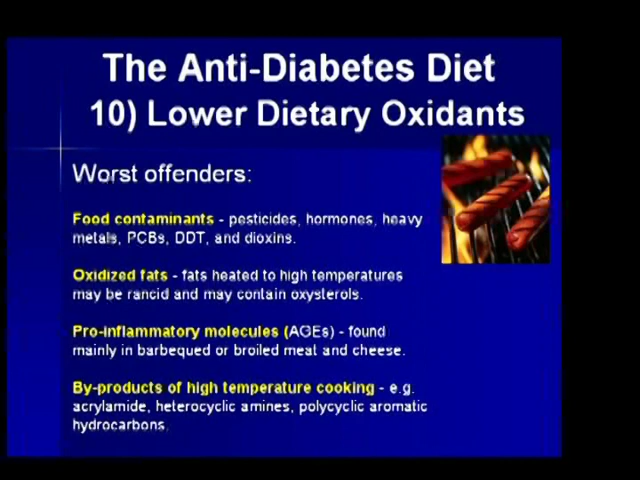 The Anti-Diabetes Diet
10) Lower Dietary Oxidants
Worst offenders:
Food contaminants - pesticides, hormones, heavy
metals, PCBs, DDT, and dioxins.
Oxidized fats - fats heated to high temperatures
may be rancid and may contain oxysterols.
Pro-inflammatory molecules (AGEs) - found
mainly in barbequed or broiled meat and cheese.
By-products of high temperature cooking - e.g.
acrylamide, heterocyclic amines, polycyclic aromatic
hydrocarbons.